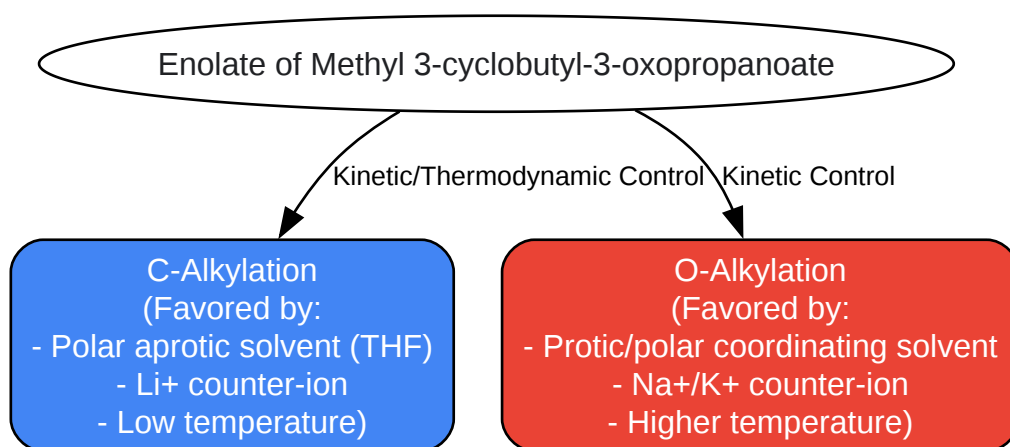 Enolate of Methyl 3-cyclobutyl-3-oxopropanoate
Kinetic/Thermodynamic Control
Kinetic Control
C-Alkylation
(Favored by:
- Polar aprotic solvent (THF)
- Li+ counter-ion
- Low temperature)
O-Alkylation
(Favored by:
- Protic/polar coordinating solvent
- Na+/K+ counter-ion
- Higher temperature)